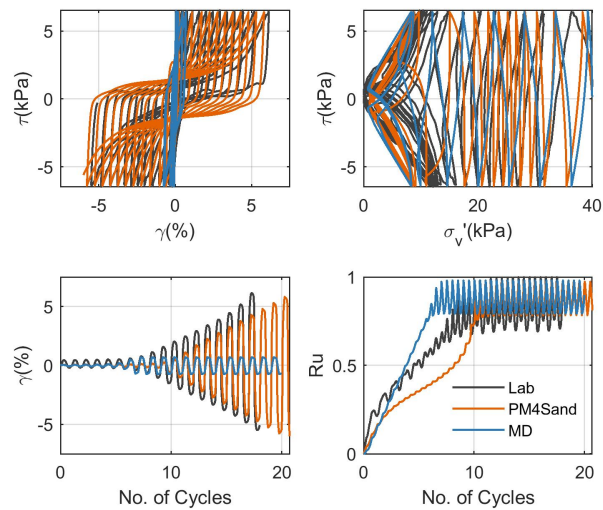 5
0
-5
τ(kPa)
-5
0
5
γ(%)
5
0
-5
τ(kPa)
0
20
40
σv'(kPa)
5
0
-5
γ(%)
0
10
20
No. of Cycles
1
0.5
0
Ru
Lab
PM4Sand
MD
0
10
20
No. of Cycles